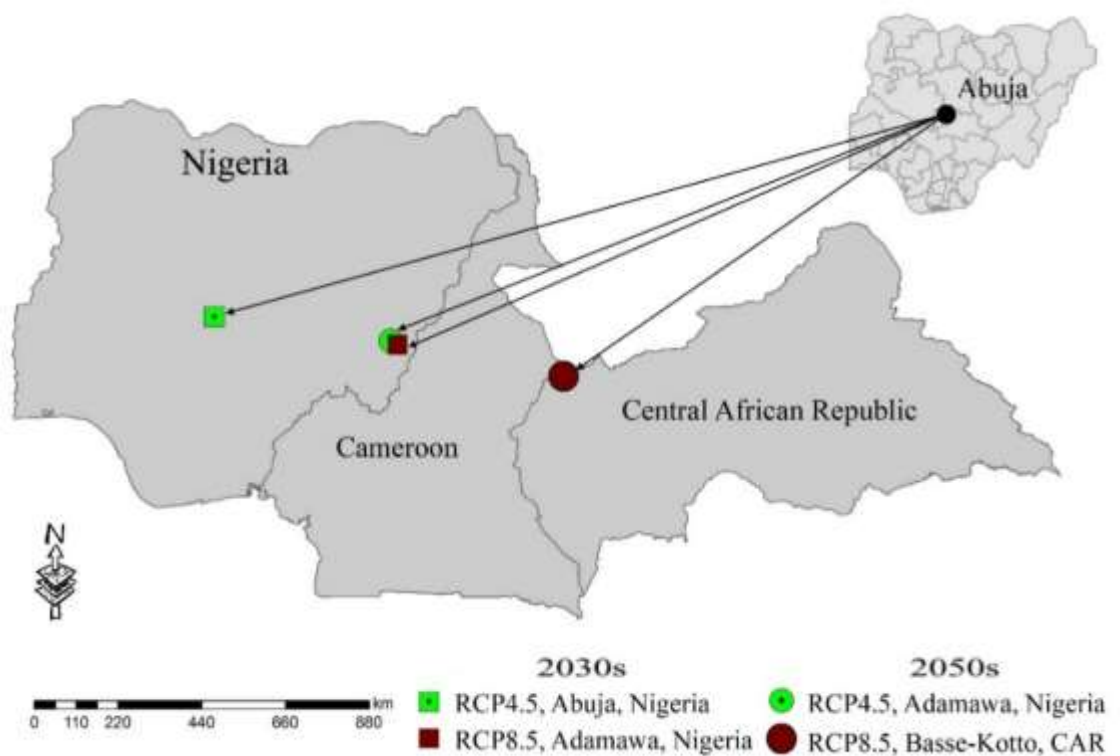 Abuja
Nigeria
Central African Republic
Cameroon
N
2030s
2050s
km
RCP4.5, Abuja, Nigeria
RCP4.5, Adamawa, Nigeria
0 110 220 440 660 880
RCP8.5, Adamawa, Nigeria
RCP8.5, Basse-Kotto, CAR